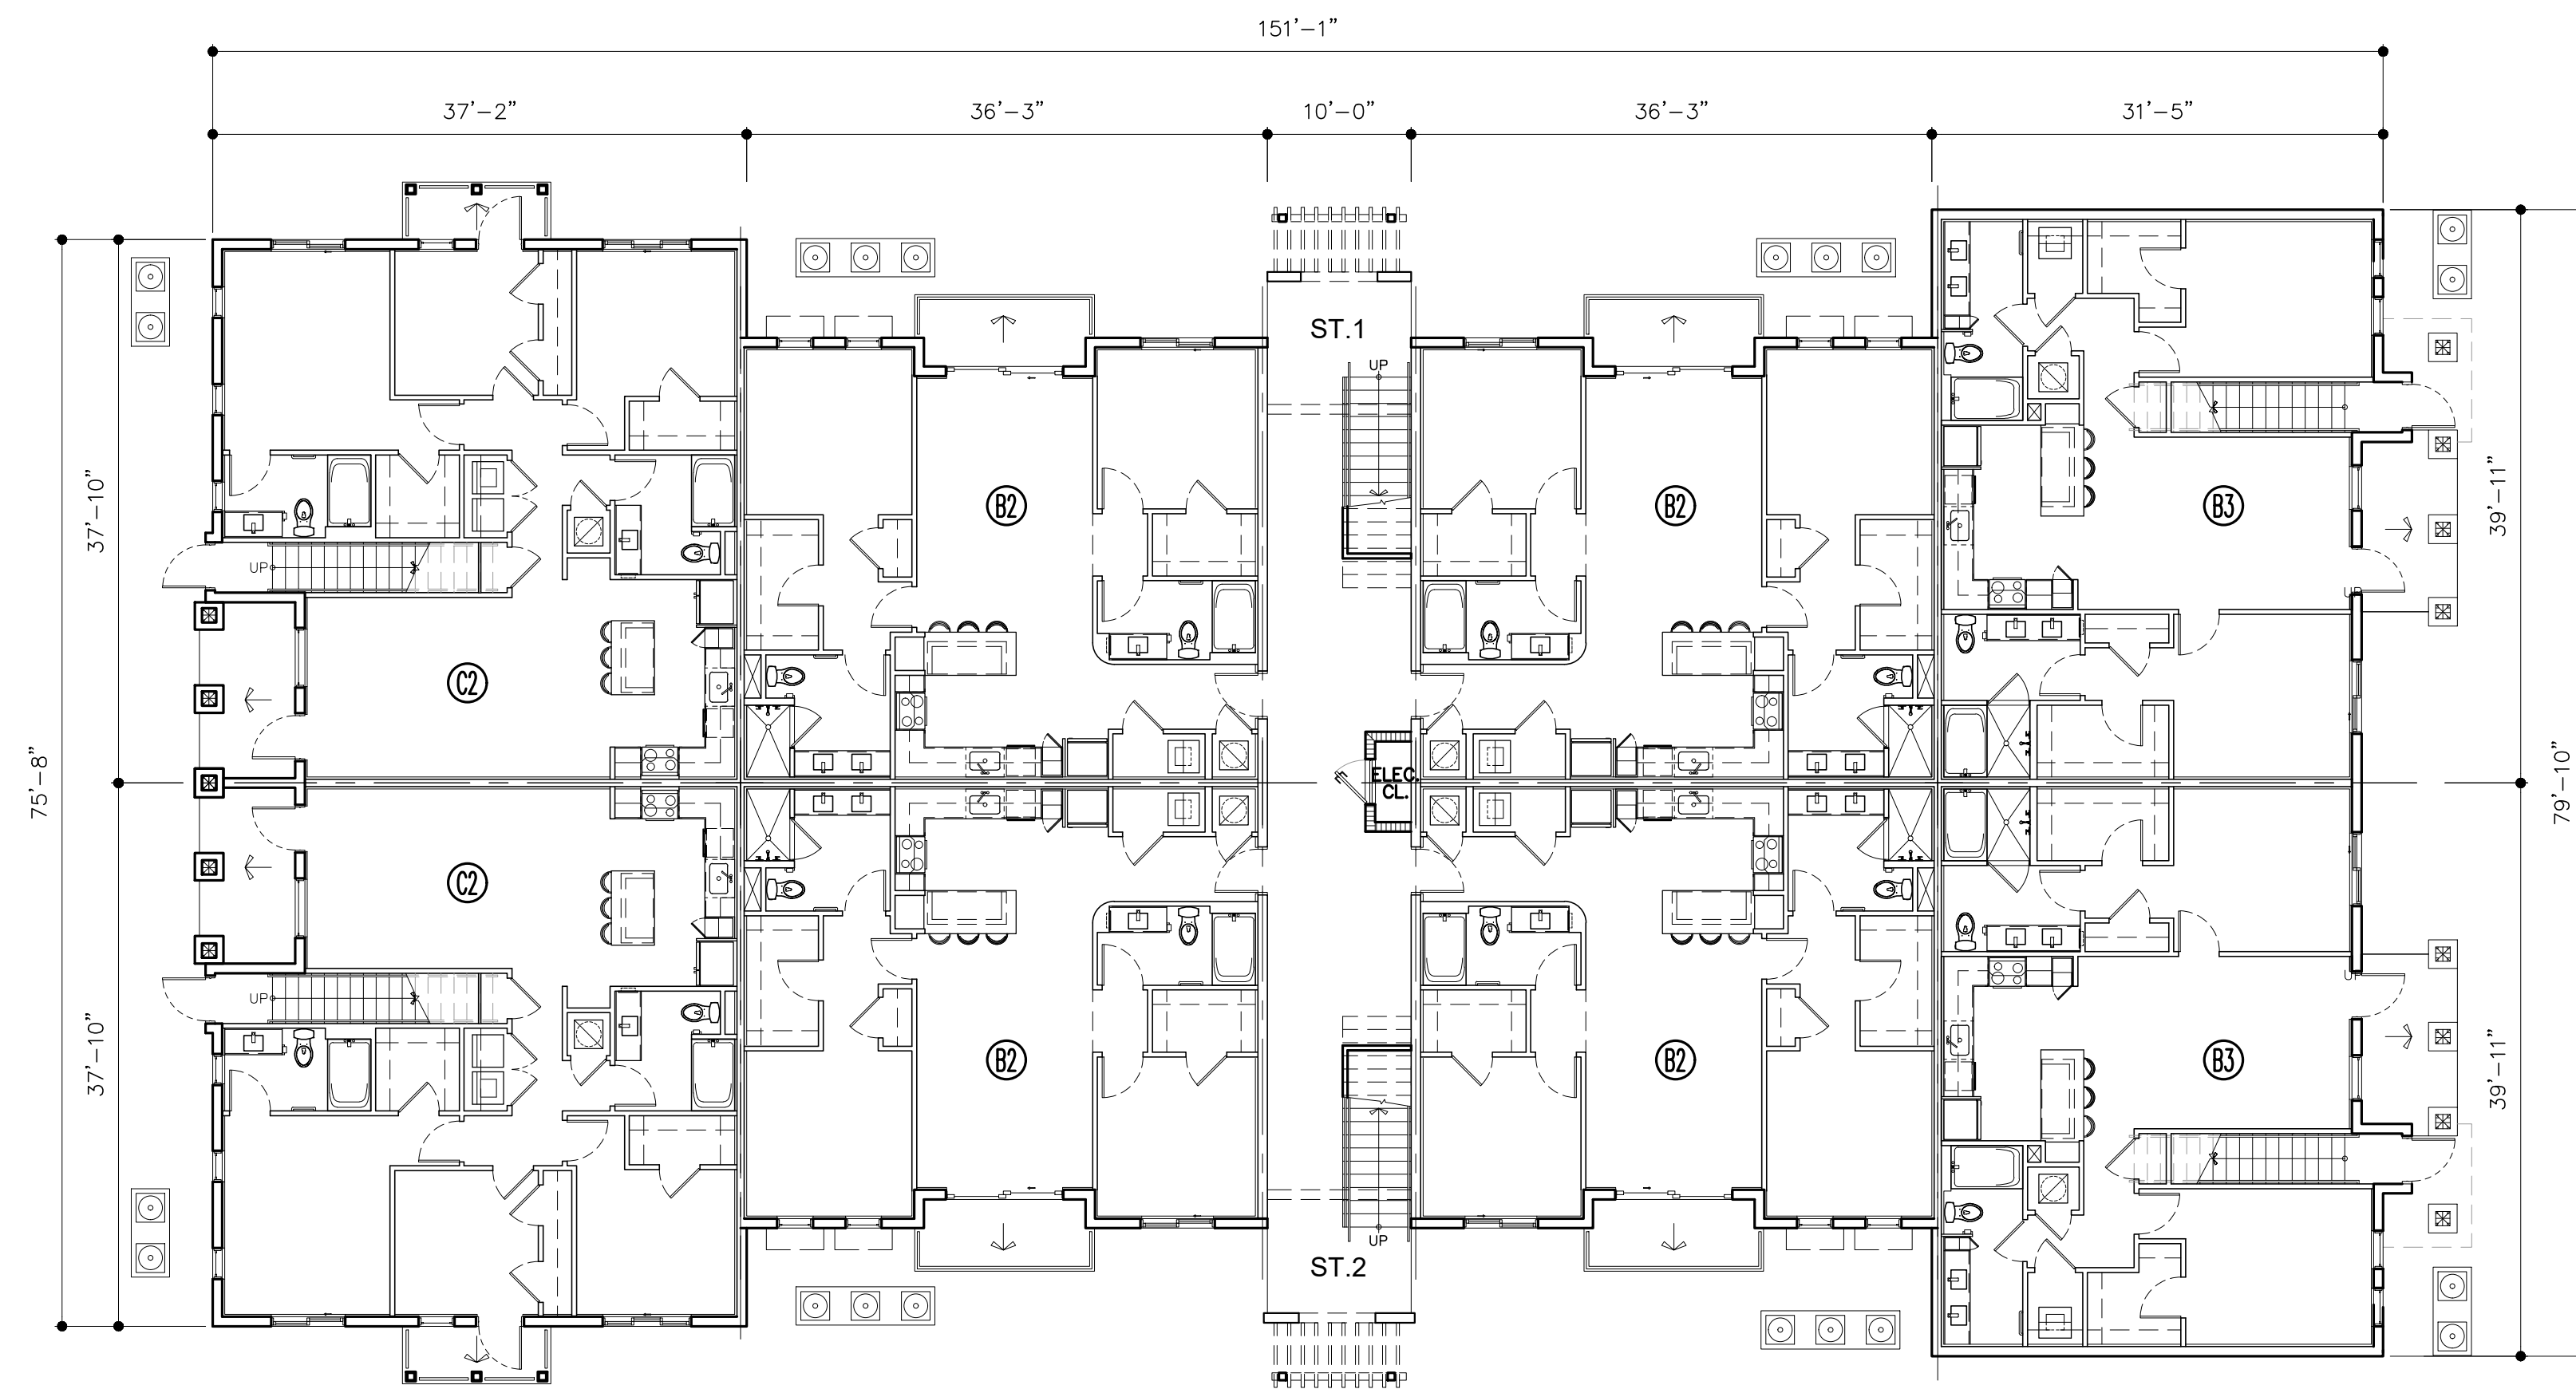 151'-1"
37'-2"
36'-3"
10'-0"
36'-3"
31'-5"
ST.1
UP
B2
B2
B3
37'-10"
39'-11"
UP
C2
75'-8"
ELEC.
CL.
79'-10"
C2
UP
B2
B2
B3
37'-10"
39'-11"
UP
ST.2